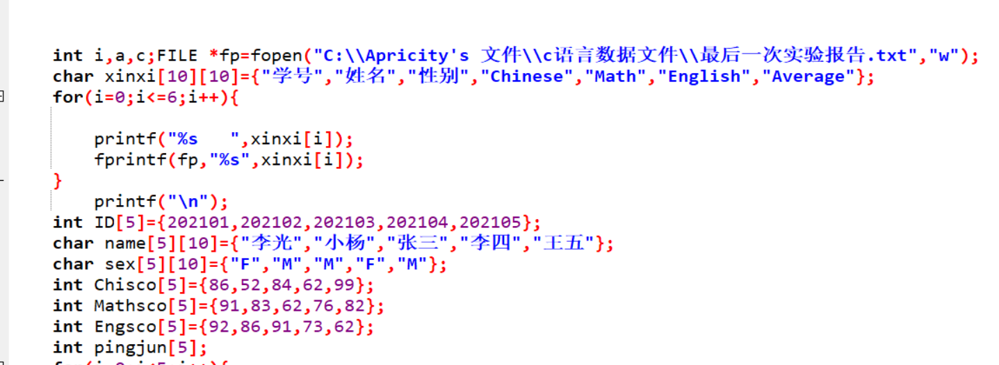 int i,a,c;FILE *fp=fopen("C:\\Apricity's 文件\\c语言数据文件\\最后一次实验报告.txt","w");
char xinxi[10][10]={"学号","姓名","性别","Chinese","Math","English","Average"};
for(i=0;i<=6;i++){
printf("%s   ",xinxi[i]);
fprintf(fp,"%s",xinxi[i]);
}
printf("\n");
int ID[5]={202101,202102,202103,202104,202105};
char name[5][10]={"李光","小杨","张三","李四","王五"};
char sex[5][10]={"F","M","M","F","M"};
int Chisco[5]={86,52,84,62,99};
int Mathsco[5]={91,83,62,76,82};
int Engsco[5]={92,86,91,73,62};
int pingjun[5];